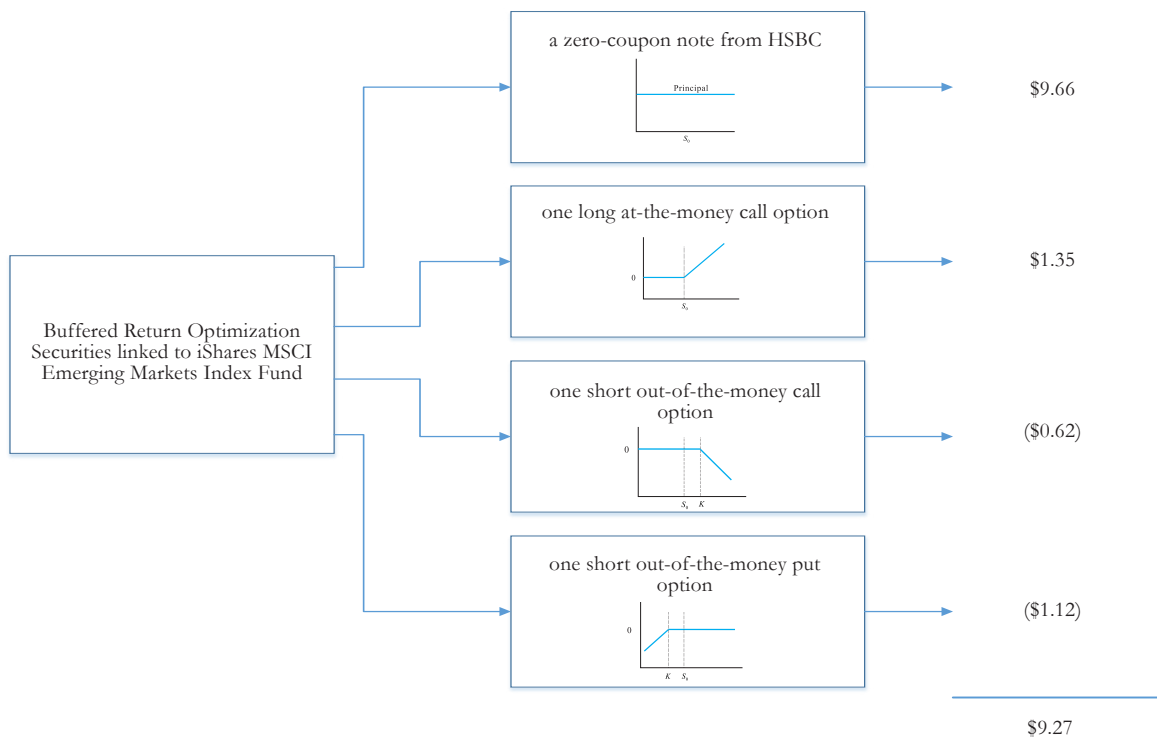 a zero-coupon note from HSBC
Principal
S₀
$9.66
one long at-the-money call option
0
S₀
$1.35
Buffered Return Optimization
Securities linked to iShares MSCI
Emerging Markets Index Fund
one short out-of-the-money call
option
0
S₀ K
($0.62)
one short out-of-the-money put
option
0
K S₀
($1.12)
$9.27